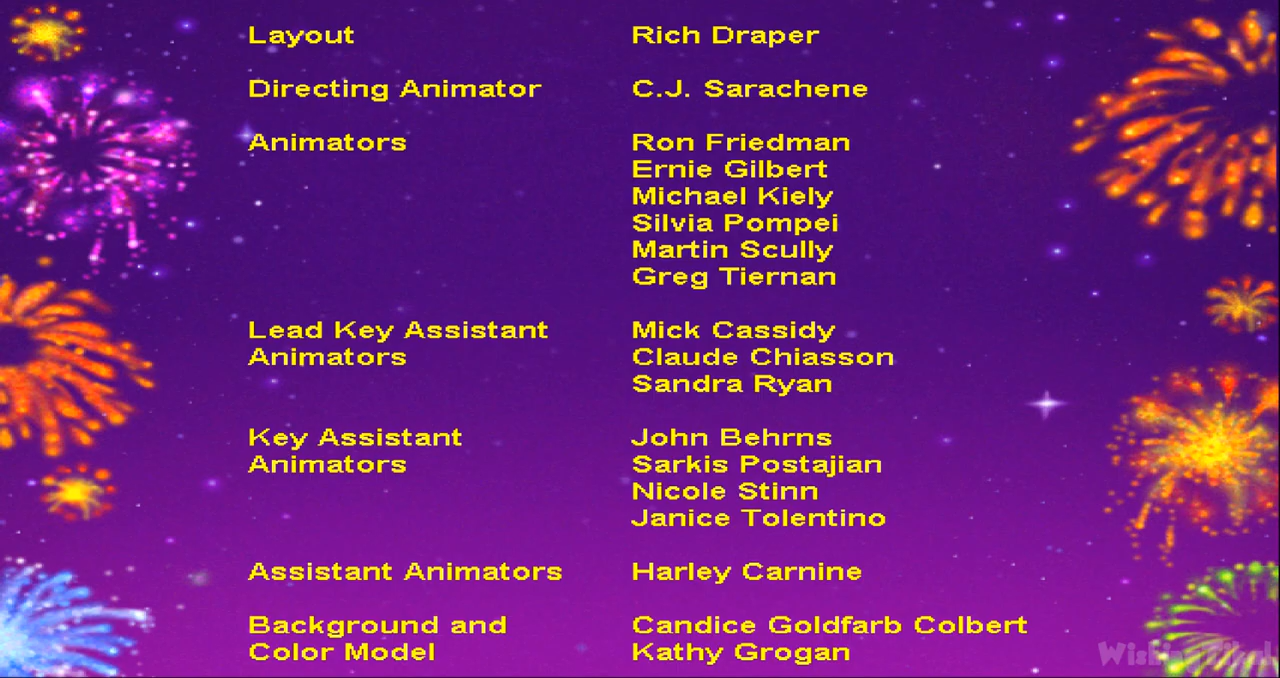 Layout Rich Draper
Directing Animator C.J. Sarachene
Animators Ron Friedman
Ernie Gilbert
Michael Kiely
Silvia Pompei
Martin Scully
Greg Tiernan
Lead Key Assistant Mick Cassidy
Animators Claude Chiasson
Sandra Ryan
Key Assistant John Behrns
Animators Sarkis Postajian
Nicole Stinn
Janice Tolentino
Assistant Animators Harley Carnine
Background and Candice Goldfarb Colbert
Color Model Kathy Grogan